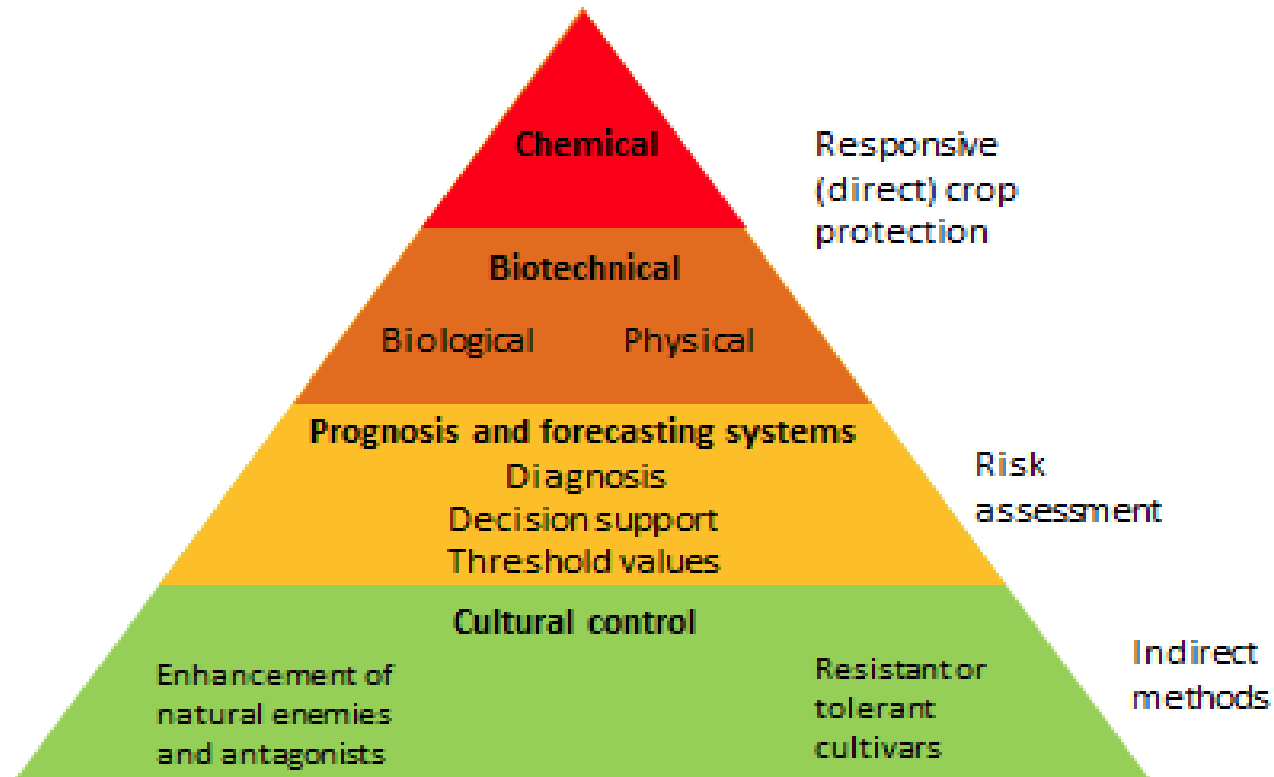 Chemical
Responsive
(direct) crop
protection
Biotechnical
Biological
Physical
Prognosis and forecasting systems
Diagnosis
Decision support
Threshold values
Risk
assessment
Cultural control
Enhancement of
natural enemies
and antagonists
Resistant or
tolerant
cultivars
Indirect
methods